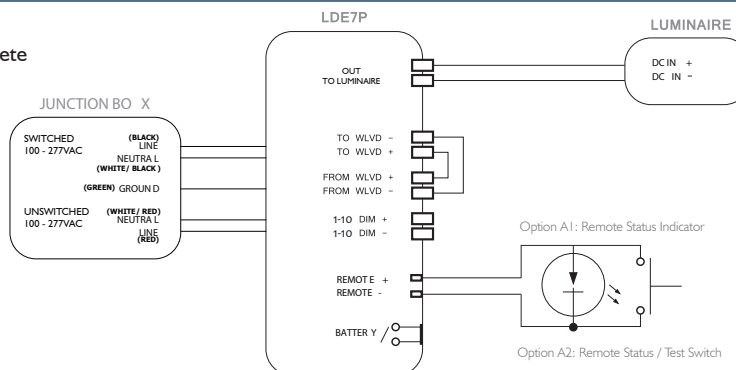 LDE7P
LUMINAIRE
ete
OUT
TO LUMINAIRE
DC IN +
DC IN -
JUNCTION BO X
SWITCHED
100 - 277VAC
(BLACK)
LINE
NEUTRA L
(WHITE/ BLACK )
(GREEN) GROUN D
UNSWITCHED
100 - 277VAC
(WHITE/ RED)
NEUTRA L
LINE
(RED)
TO WLVD -
TO WLVD +
FROM WLVD +
FROM WLVD -
1-10 DIM +
1-10 DIM -
REMOT E +
REMOTE -
BATTER Y
Option A1: Remote Status Indicator
Option A2: Remote Status / Test Switch